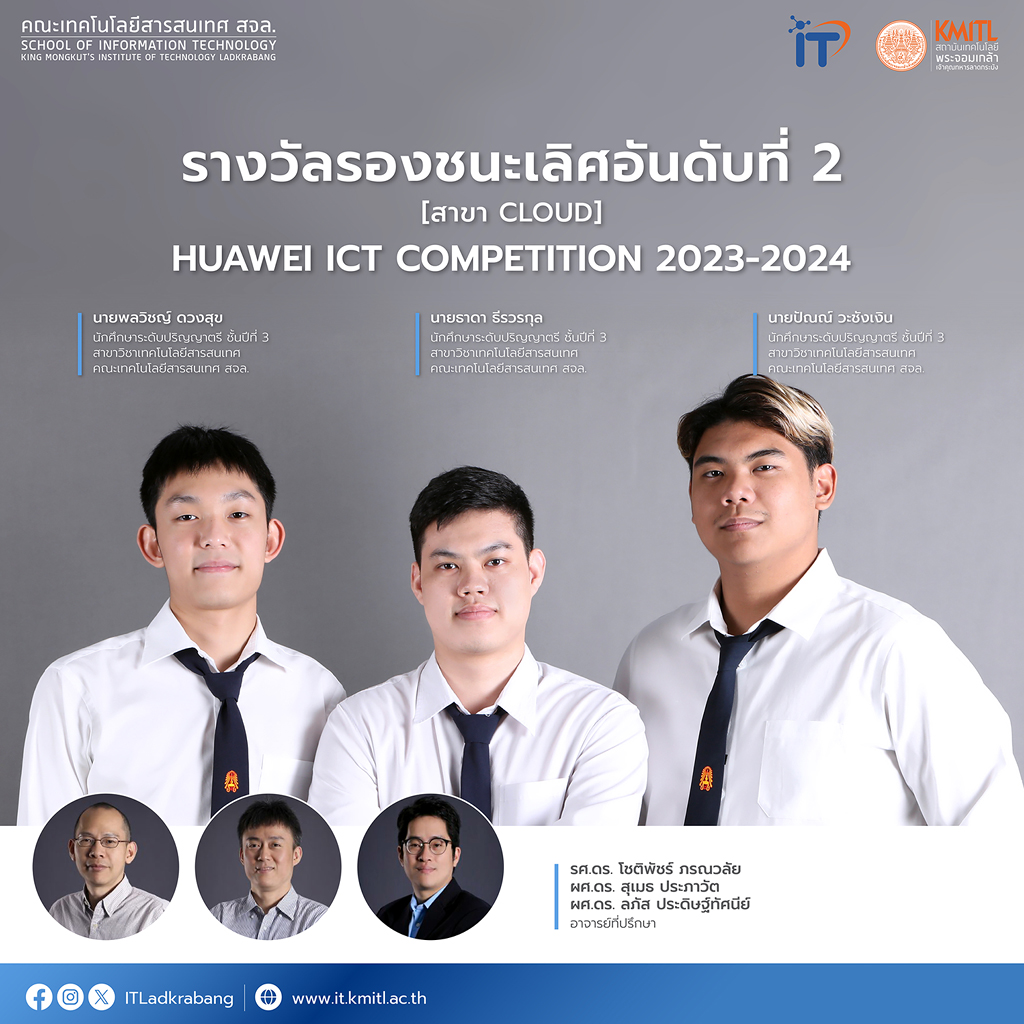 คณะเทคโนโลยีสารสนเทศ สจล.
SCHOOL OF INFORMATION TECHNOLOGY
KING MONGKUT'S INSTITUTE OF TECHNOLOGY LADKRABANG
IT
KMITL
สถาบันเทคโนโลยี
พระจอมเกล้า
เจ้าคุณทหารลาดกระบัง
รางวัลรองชนะเลิศอันดับที่ 2
[สาขา CLOUD]
HUAWEI ICT COMPETITION 2023-2024
นายพลวิชญ์ ดวงสุข
นักศึกษาระดับปริญญาตรี ชั้นปีที่ 3
สาขาวิชาเทคโนโลยีสารสนเทศ
คณะเทคโนโลยีสารสนเทศ สจล.
นายธาดา ธีรวรกุล
นักศึกษาระดับปริญญาตรี ชั้นปีที่ 3
สาขาวิชาเทคโนโลยีสารสนเทศ
คณะเทคโนโลยีสารสนเทศ สจล.
นายปัณณ์ วะชังเงิน
นักศึกษาระดับปริญญาตรี ชั้นปีที่ 3
สาขาวิชาเทคโนโลยีสารสนเทศ
คณะเทคโนโลยีสารสนเทศ สจล.
รศ.ดร. โชติพัชร์ ภรณวลัย
ผศ.ดร. สุเมธ ประภาวัต
ผศ.ดร. ลภัส ประดิษฐ์ทัศนีย์
อาจารย์ที่ปรึกษา
ITLadkrabang
www.it.kmitl.ac.th